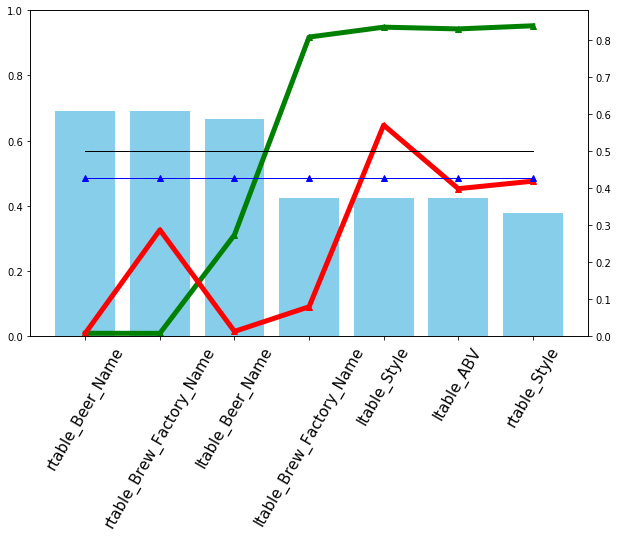 1.0
0.8
0.6
0.4
0.2
0.0
0.8
0.7
0.6
0.5
0.4
0.3
0.2
0.1
0.0
rtable_Beer_Name
rtable_Brew_Factory_Name
ltable_Beer_Name
ltable_Brew_Factory_Name
ltable_Style
ltable_ABV
rtable_Style